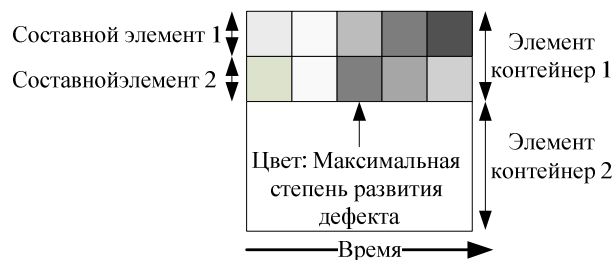 Составной элемент 1
Составнойэлемент 2
Элемент
контейнер 1
Цвет: Максимальная
степень развития
дефекта
Элемент
контейнер 2
Время